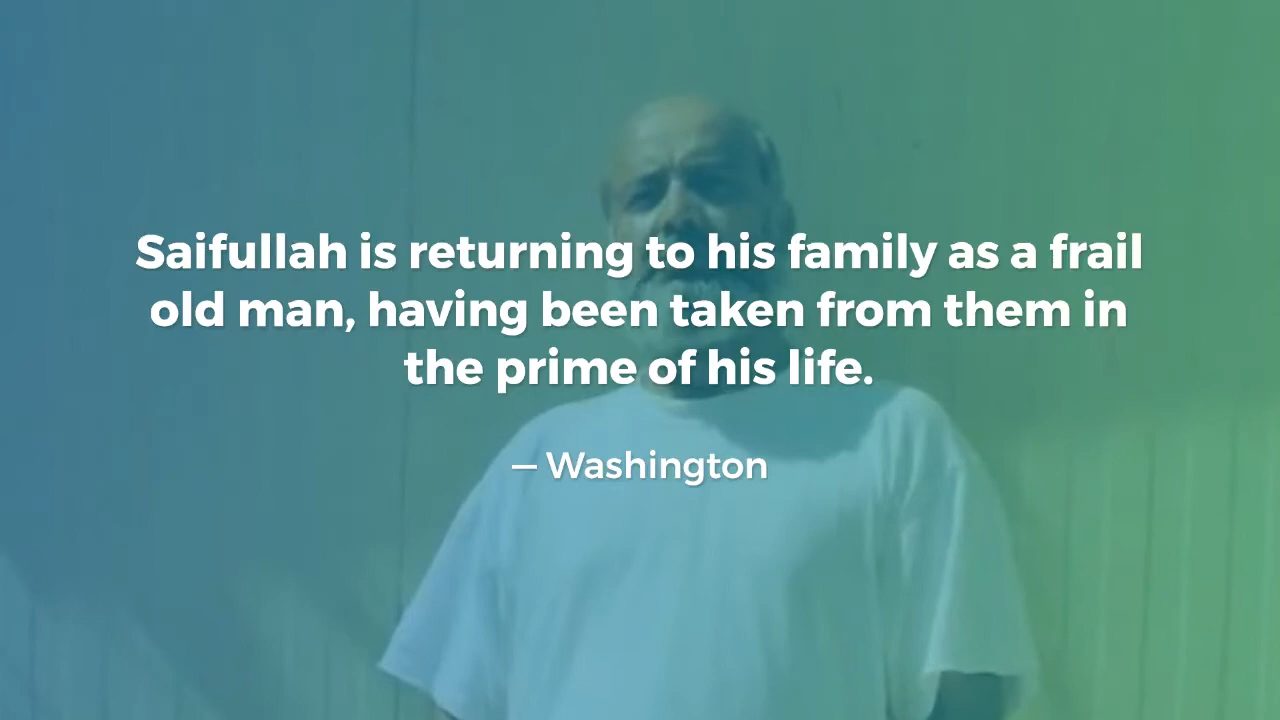 Saifullah is returning to his family as a frail
old man, having been taken from them in
the prime of his life.
— Washington